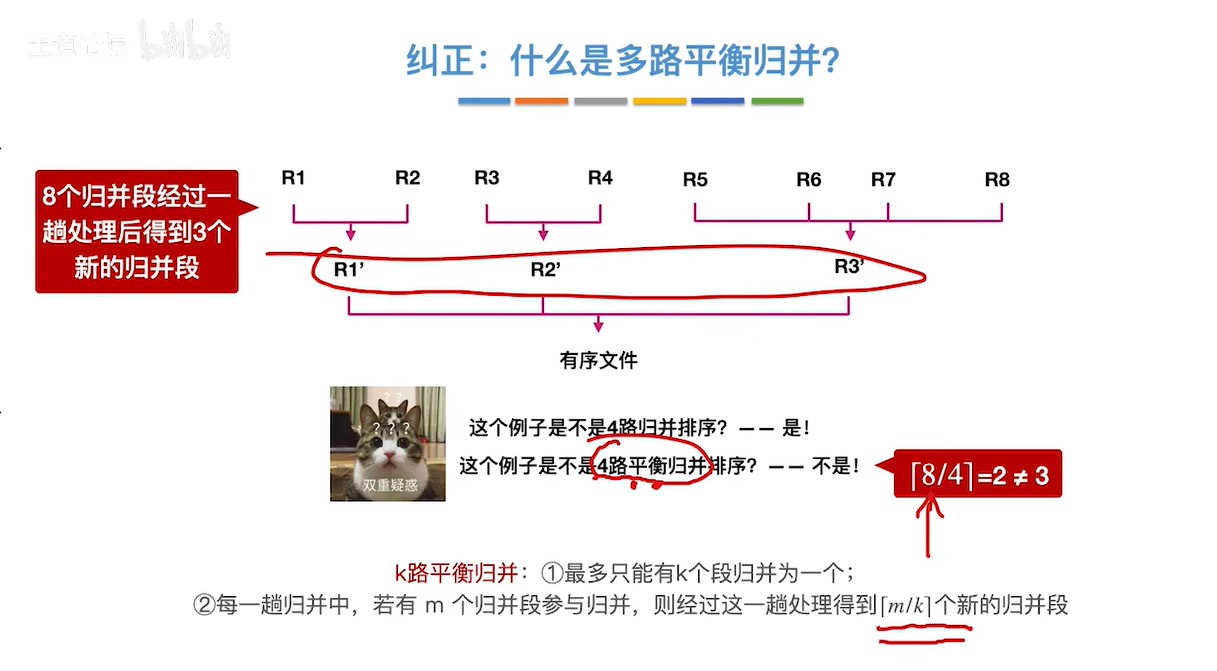 王道论坛 bilibili
纠正：什么是多路平衡归并？
8个归并段经过一
趟处理后得到3个
新的归并段
R1 R2 R3 R4 R5 R6 R7 R8
R1’ R2’ R3’
有序文件
? ?
? ? ?
双重疑惑
这个例子是不是4路归并排序？—— 是！
这个例子是不是4路平衡归并排序？—— 不是！
⌈8/4⌉=2 ≠ 3
k路平衡归并：①最多只能有k个段归并为一个；
②每一趟归并中，若有 m 个归并段参与归并，则经过这一趟处理得到⌈m/k⌉个新的归并段